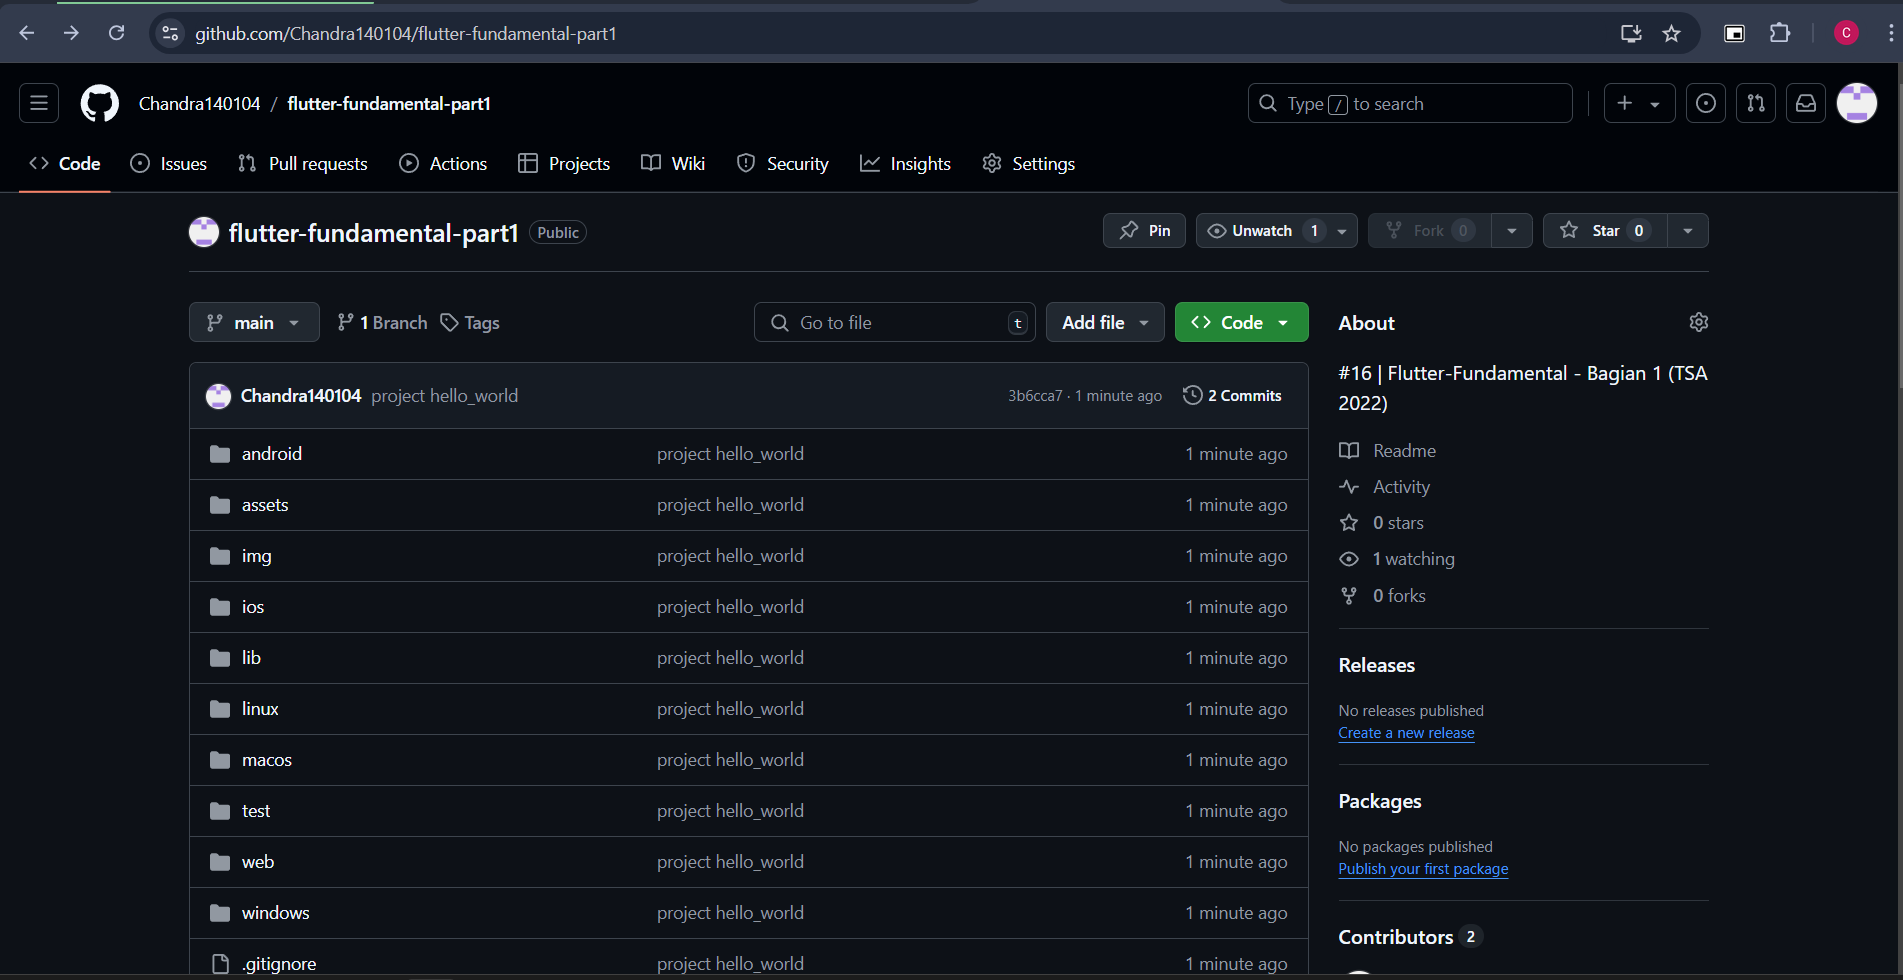 github.com/Chandra140104/flutter-fundamental-part1
C
Chandra140104 / flutter-fundamental-part1
Type / to search
Code Issues Pull requests Actions Projects Wiki Security Insights Settings
flutter-fundamental-part1 Public
Pin Unwatch 1 Fork 0 Star 0
main 1 Branch Tags Go to file t Add file Code
Chandra140104 project hello_world 3b6cca7 · 1 minute ago 2 Commits
android project hello_world 1 minute ago
assets project hello_world 1 minute ago
img project hello_world 1 minute ago
ios project hello_world 1 minute ago
lib project hello_world 1 minute ago
linux project hello_world 1 minute ago
macos project hello_world 1 minute ago
test project hello_world 1 minute ago
web project hello_world 1 minute ago
windows project hello_world 1 minute ago
.gitignore project hello_world 1 minute ago
About
#16 | Flutter-Fundamental - Bagian 1 (TSA
2022)
Readme
Activity
0 stars
1 watching
0 forks
Releases
No releases published
Create a new release
Packages
No packages published
Publish your first package
Contributors 2